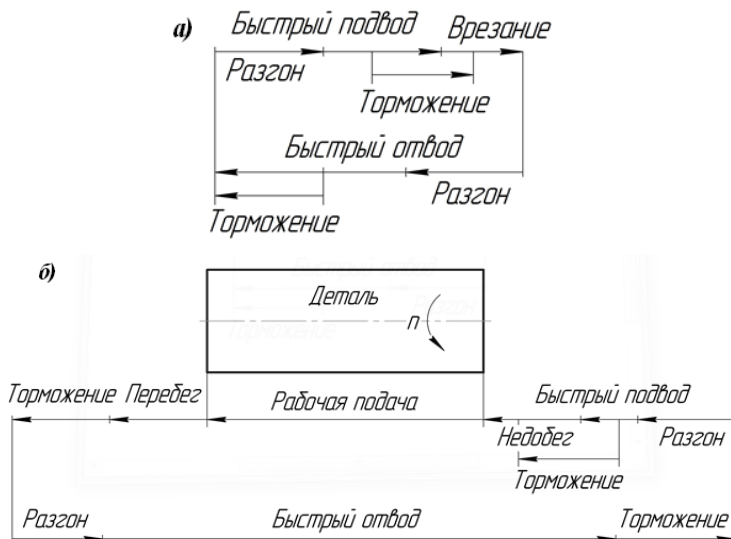 а)
Быстрый подвод Врезание
Разгон
Торможение
Быстрый отвод
Разгон
Торможение
б)
Деталь
n
Торможение Перебег Рабочая подача Быстрый подвод
Недобег Разгон
Торможение
Разгон Быстрый отвод Торможение